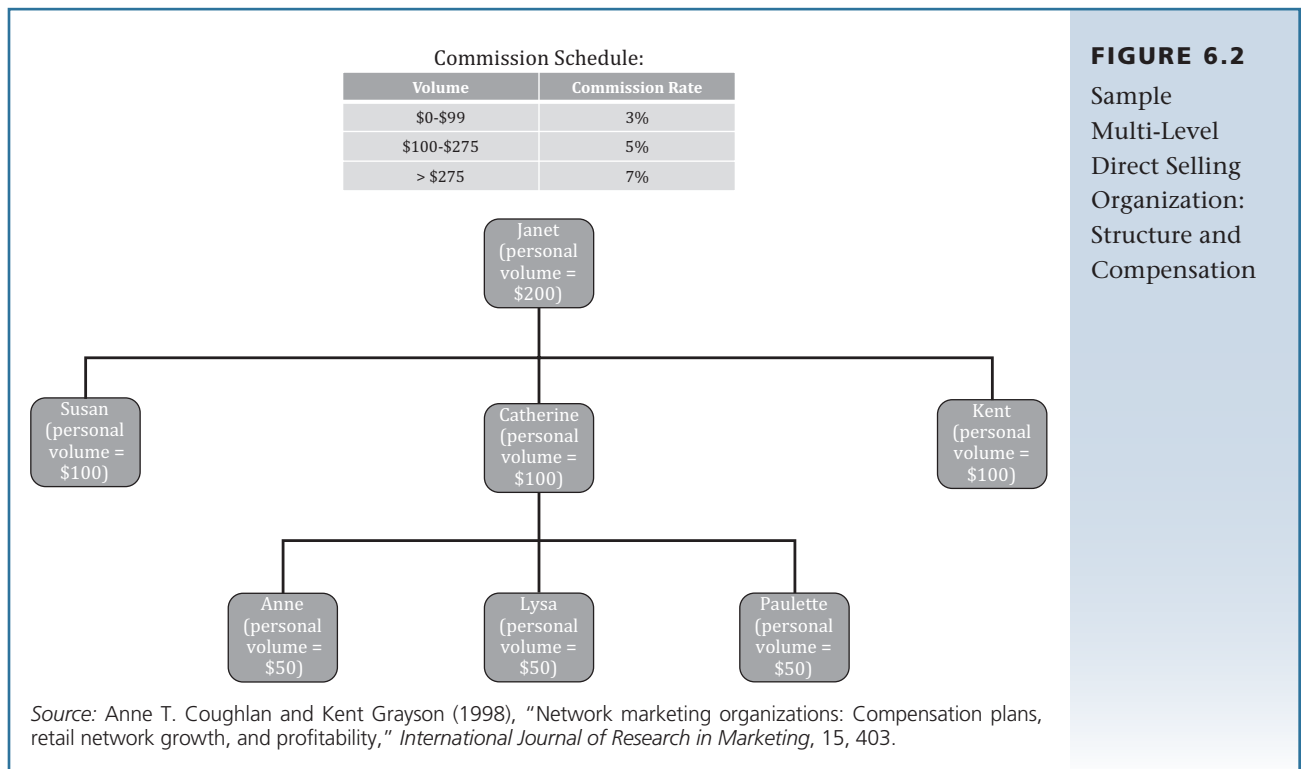 Commission Schedule:
Volume Commission Rate
$0-$99 3%
$100-$275 5%
> $275 7%
Janet
(personal
volume =
$200)
Susan
(personal
volume =
$100)
Catherine
(personal
volume =
$100)
Kent
(personal
volume =
$100)
Anne
(personal
volume =
$50)
Lysa
(personal
volume =
$50)
Paulette
(personal
volume =
$50)
Source: Anne T. Coughlan and Kent Grayson (1998), “Network marketing organizations: Compensation plans,
retail network growth, and profitability,” International Journal of Research in Marketing, 15, 403.
FIGURE 6.2
Sample
Multi-Level
Direct Selling
Organization:
Structure and
Compensation